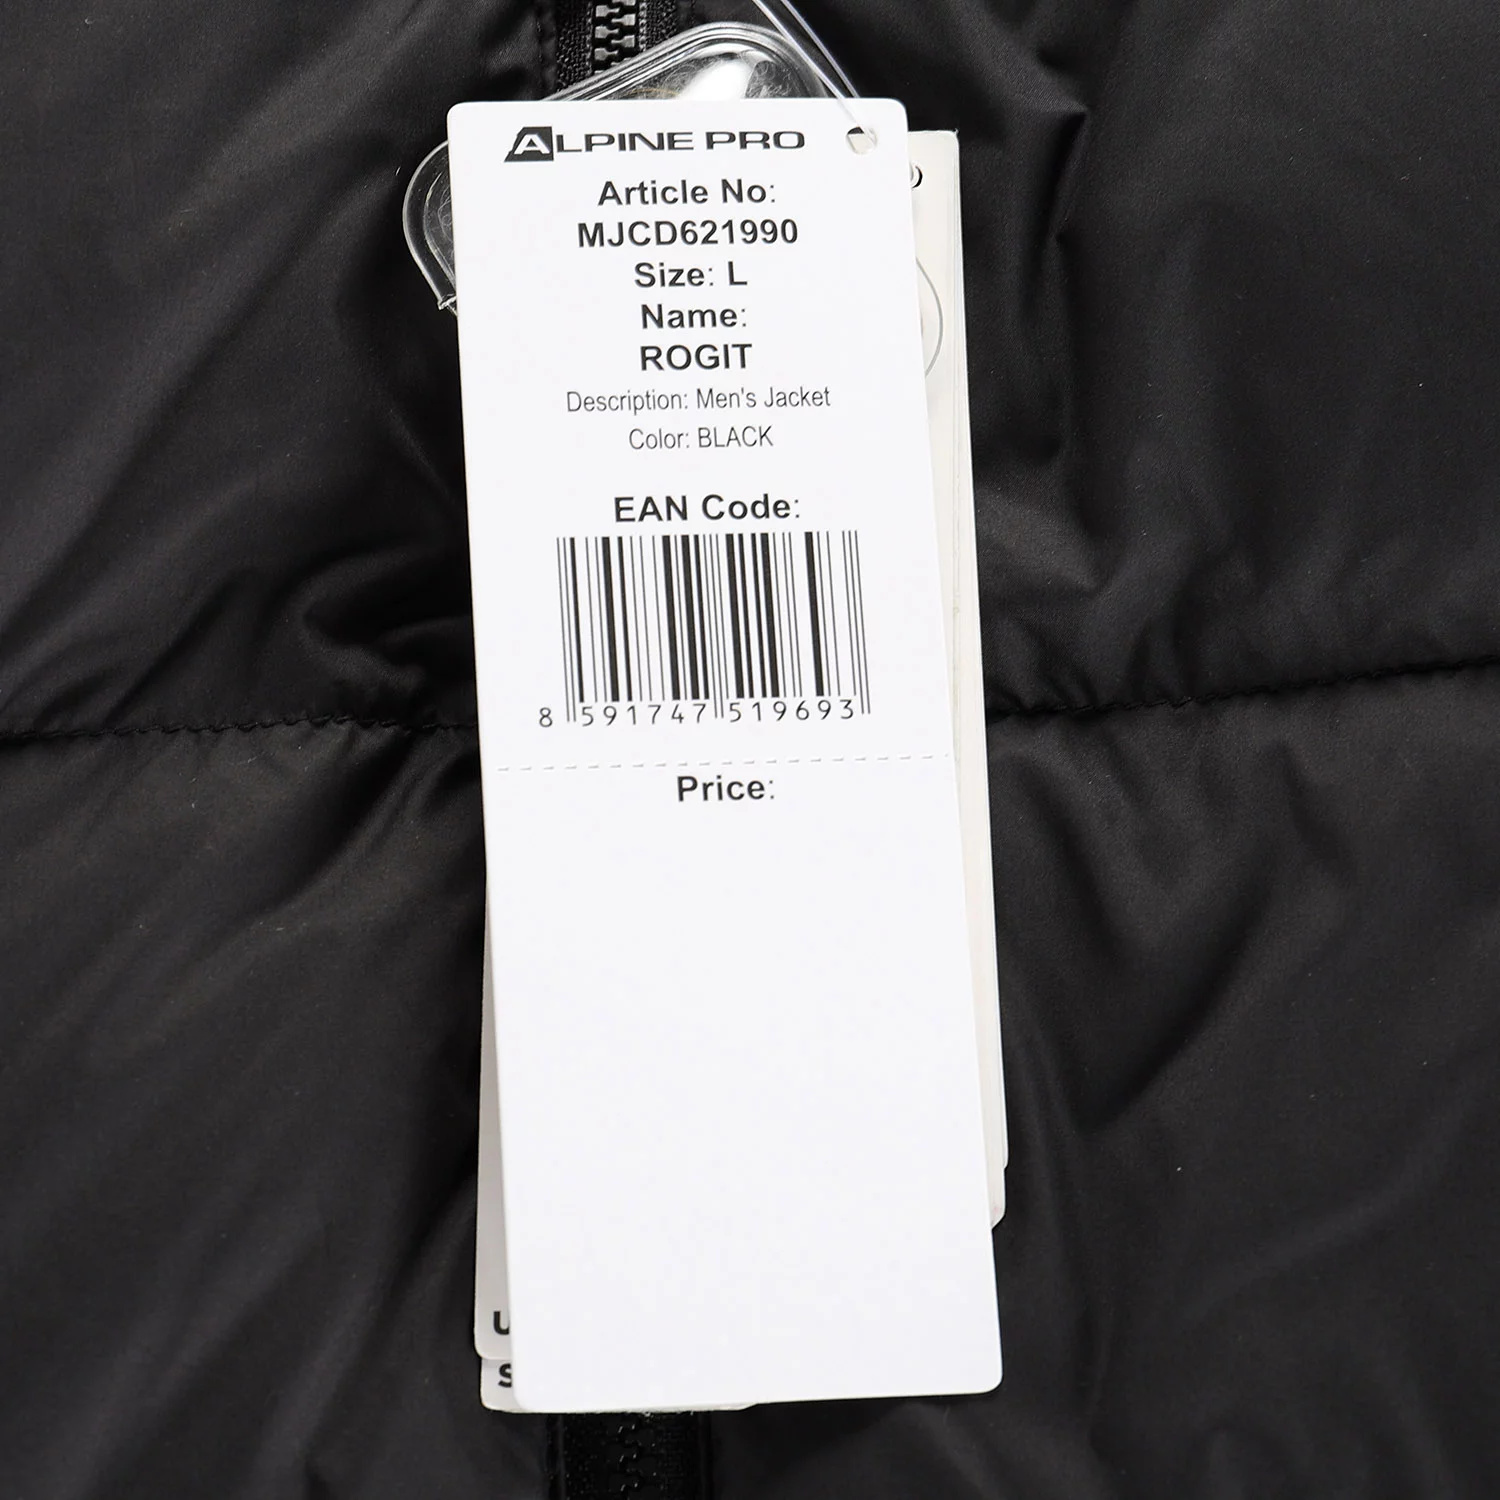 ALPINE PRO
Article No:
MJCD621990
Size: L
Name:
ROGIT
Description: Men's Jacket
Color: BLACK
EAN Code:
8 591747 519693
Price:
U
S